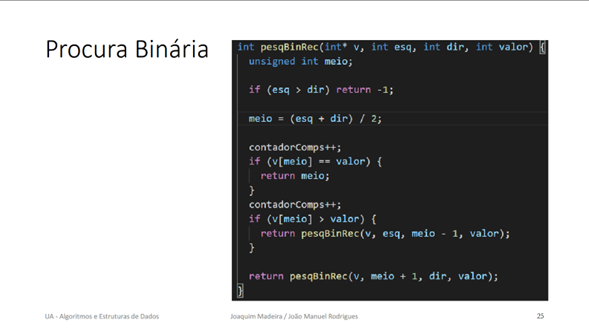 Procura Binária
int pesqBinRec(int* v, int esq, int dir, int valor) {
unsigned int meio;
if (esq > dir) return -1;
meio = (esq + dir) / 2;
contadorComps++;
if (v[meio] == valor) {
return meio;
}
contadorComps++;
if (v[meio] > valor) {
return pesqBinRec(v, esq, meio - 1, valor);
}
return pesqBinRec(v, meio + 1, dir, valor);
}
UA - Algoritmos e Estruturas de Dados
Joaquim Madeira / João Manuel Rodrigues
25